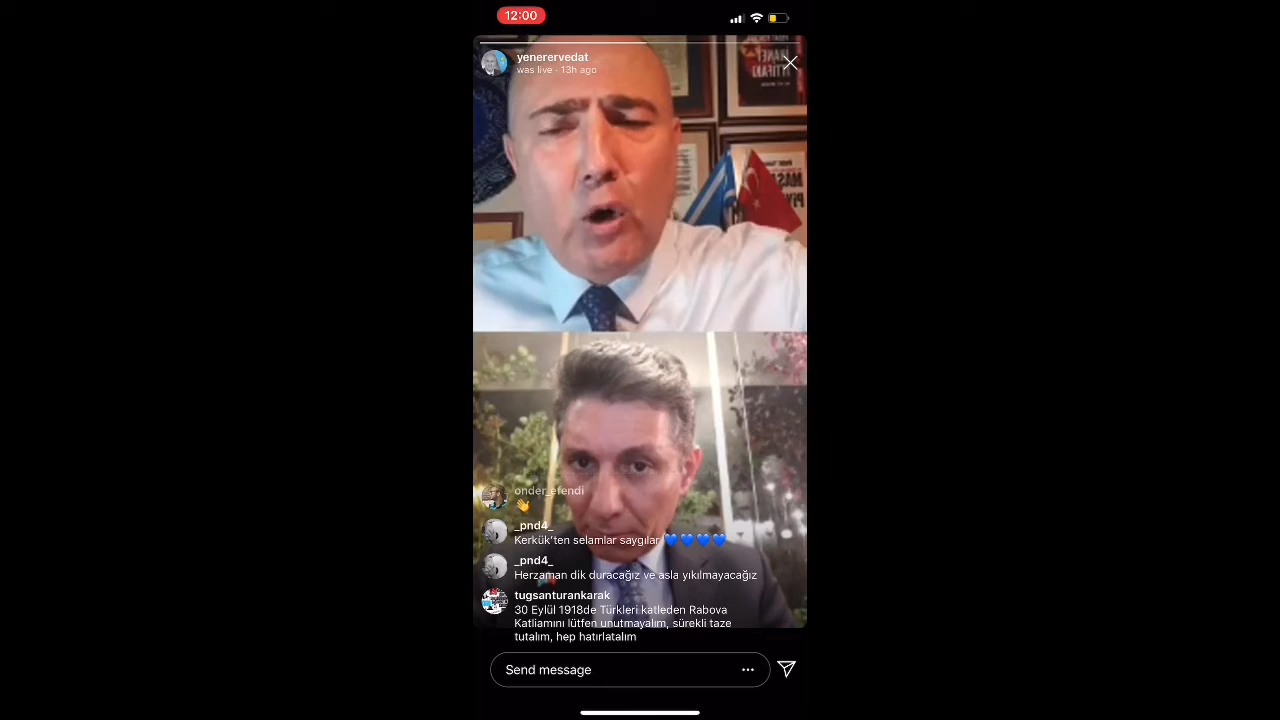 12:00
yenerervedat
was live · 13h ago
onder_efendi
👋
_pnd4_
Kerkük'ten selamlar saygılar 💙💙💙💙
_pnd4_
Herzaman dik duracağız ve asla yıkılmayacağız
tugsanturankarak
30 Eylül 1918de Türkleri katleden Rabova
Katliamını lütfen unutmayalım, sürekli taze
tutalım, hep hatırlatalım
Send message